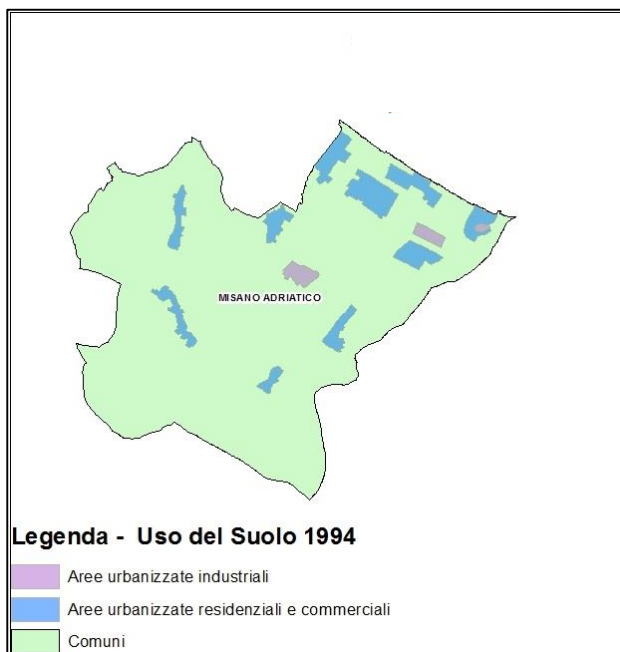 MISANO ADRIATICO
Legenda - Uso del Suolo 1994
Aree urbanizzate industriali
Aree urbanizzate residenziali e commerciali
Comuni